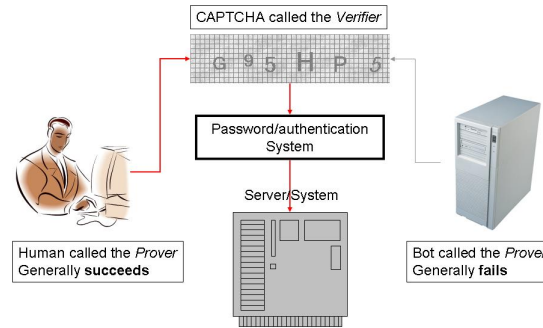 CAPTCHA called the Verifier
G 9 5 H P 5
Password/authentication
System
Server/System
Human called the Prover
Generally succeeds
Bot called the Prove
Generally fails